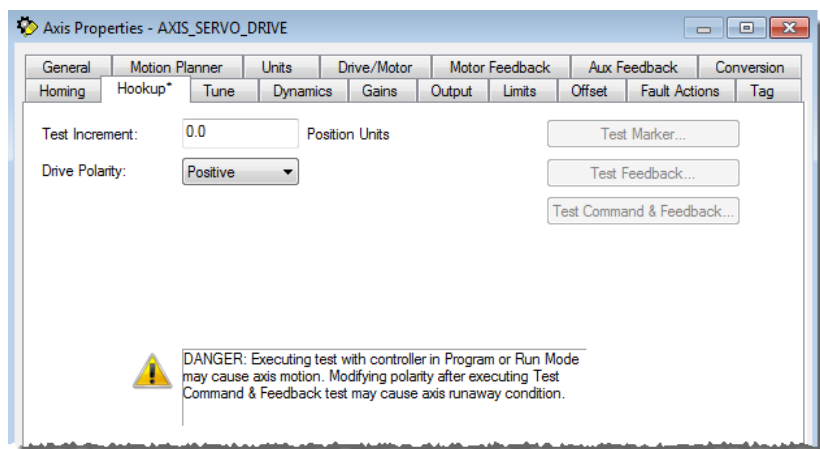 Axis Properties - AXIS_SERVO_DRIVE
General Motion Planner Units Drive/Motor Motor Feedback Aux Feedback Conversion
Homing Hookup* Tune Dynamics Gains Output Limits Offset Fault Actions Tag
Test Increment: 0.0 Position Units Test Marker...
Drive Polarity: Positive Test Feedback...
Test Command & Feedback...
DANGER: Executing test with controller in Program or Run Mode
may cause axis motion. Modifying polarity after executing Test
Command & Feedback test may cause axis runaway condition.